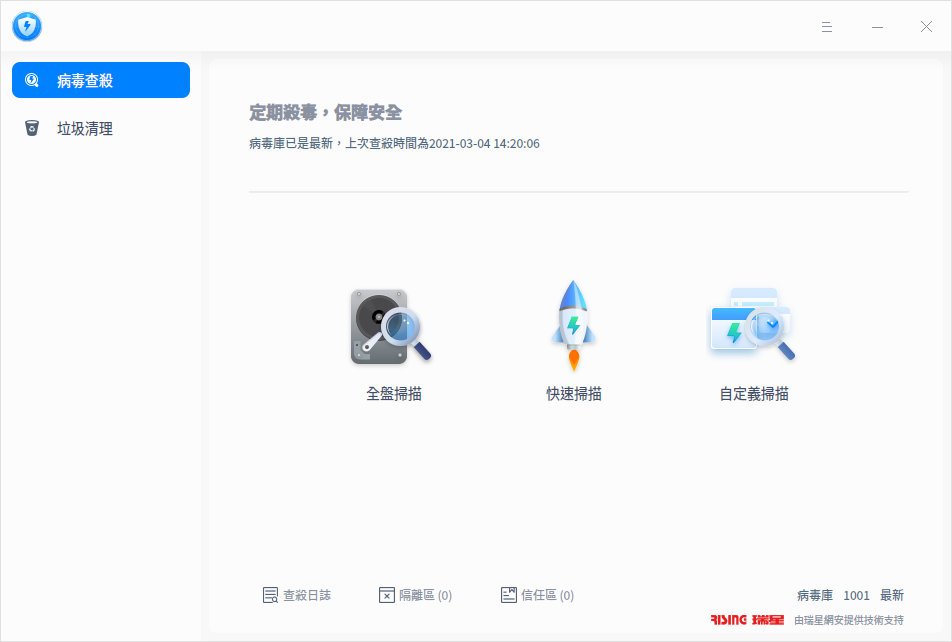 病毒查殺
垃圾清理
定期殺毒，保障安全
病毒庫已是最新，上次查殺時間為2021-03-04 14:20:06
全盤掃描
快速掃描
自定義掃描
查殺日誌
隔離區 (0)
信任區 (0)
病毒庫 1001 最新
RISING 瑞星 由瑞星網安提供技術支持